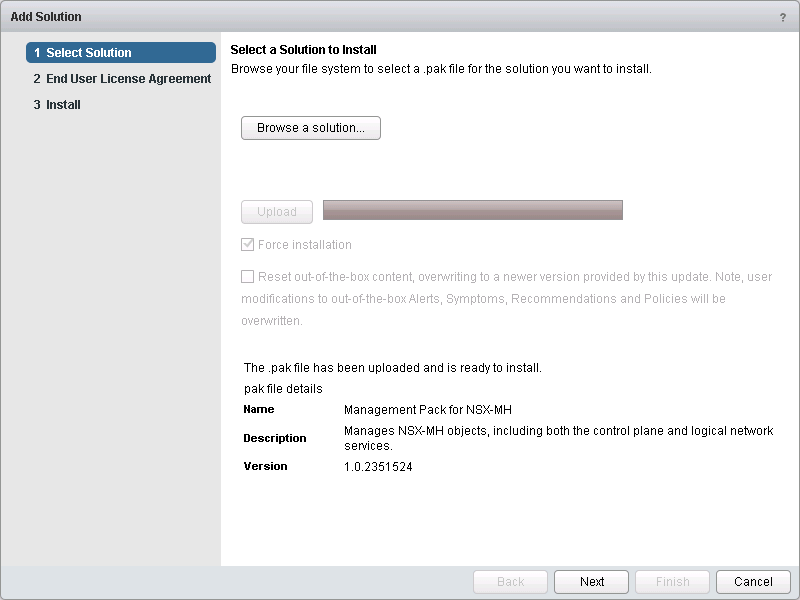 Add Solution
?
1 Select Solution
2 End User License Agreement
3 Install
Select a Solution to Install
Browse your file system to select a .pak file for the solution you want to install.
Browse a solution...
Upload
Force installation
Reset out-of-the-box content, overwriting to a newer version provided by this update. Note, user
modifications to out-of-the-box Alerts, Symptoms, Recommendations and Policies will be
overwritten.
The .pak file has been uploaded and is ready to install.
pak file details
Name Management Pack for NSX-MH
Description Manages NSX-MH objects, including both the control plane and logical network
services.
Version 1.0.2351524
Back Next Finish Cancel